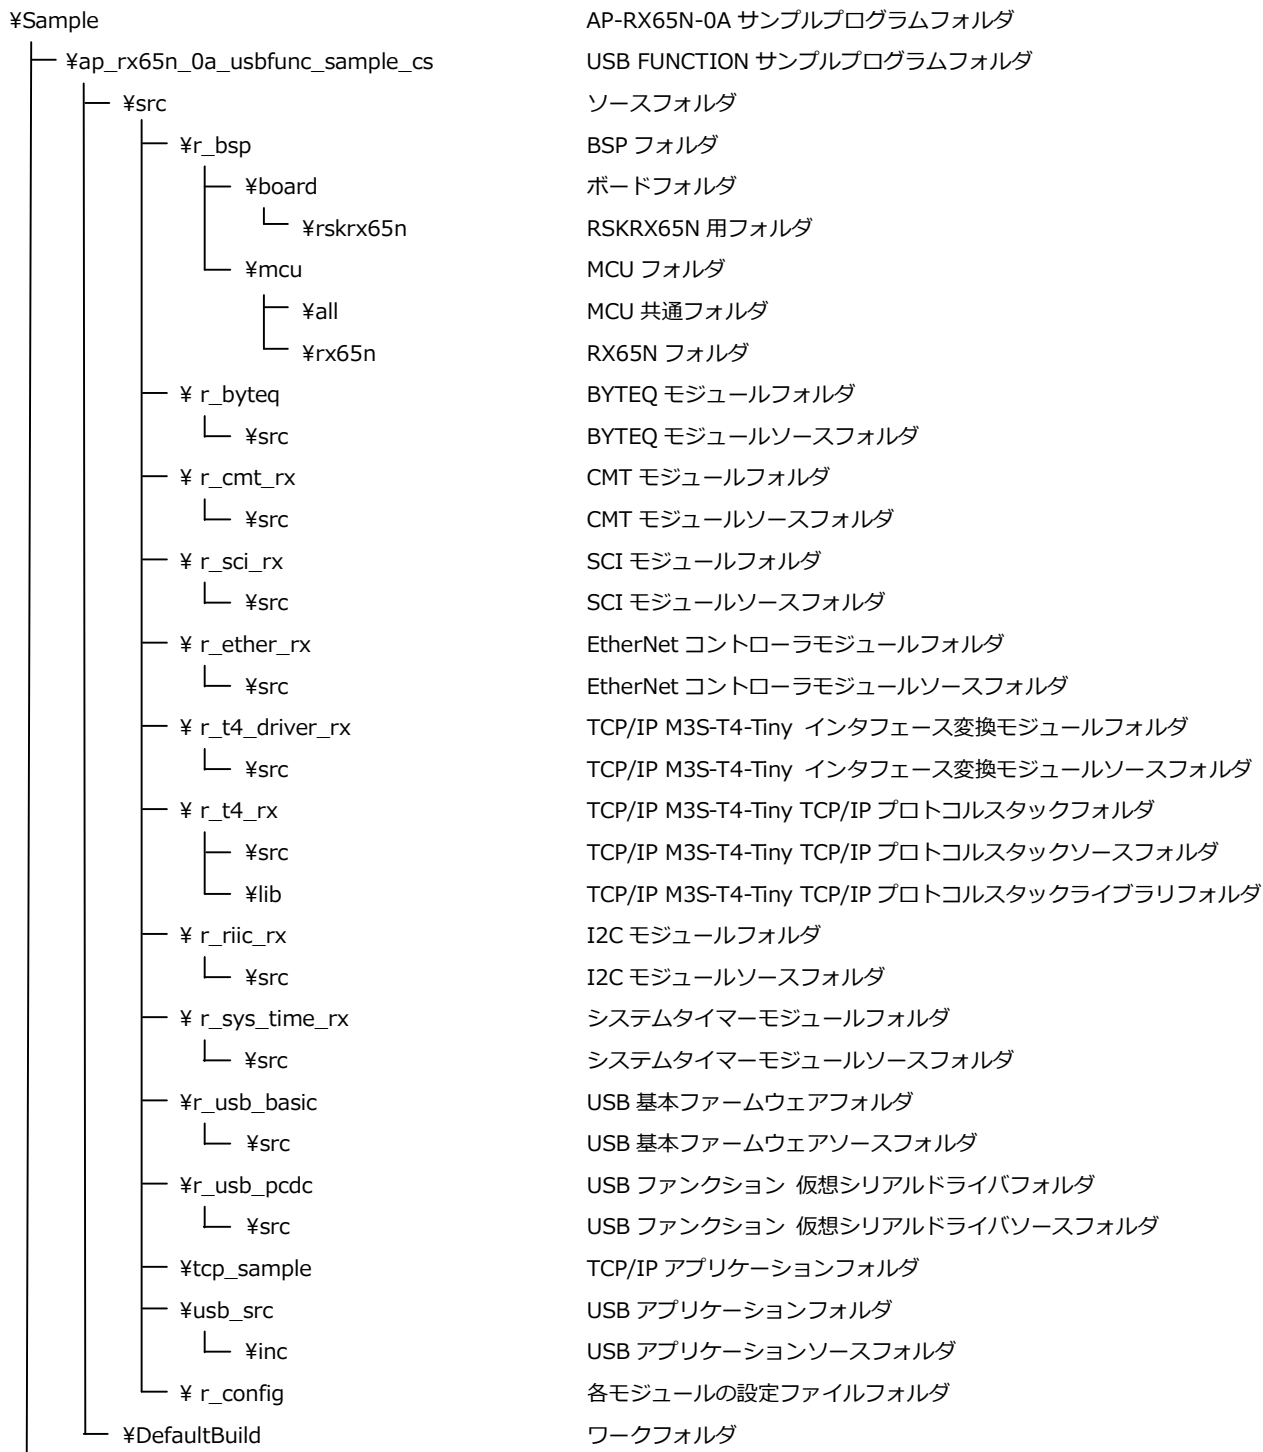 ¥Sample AP-RX65N-0A サンプルプログラムフォルダ
¥ap_rx65n_0a_usbfunc_sample_cs USB FUNCTION サンプルプログラムフォルダ
¥src ソースフォルダ
¥r_bsp BSP フォルダ
¥board ボードフォルダ
¥rskrx65n RSKRX65N 用フォルダ
¥mcu MCU フォルダ
¥all MCU 共通フォルダ
¥rx65n RX65N フォルダ
¥ r_byteq BYTEQ モジュールフォルダ
¥src BYTEQ モジュールソースフォルダ
¥ r_cmt_rx CMT モジュールフォルダ
¥src CMT モジュールソースフォルダ
¥ r_sci_rx SCI モジュールフォルダ
¥src SCI モジュールソースフォルダ
¥ r_ether_rx EtherNet コントローラモジュールフォルダ
¥src EtherNet コントローラモジュールソースフォルダ
¥ r_t4_driver_rx TCP/IP M3S-T4-Tiny インタフェース変換モジュールフォルダ
¥src TCP/IP M3S-T4-Tiny インタフェース変換モジュールソースフォルダ
¥ r_t4_rx TCP/IP M3S-T4-Tiny TCP/IP プロトコルスタックフォルダ
¥src TCP/IP M3S-T4-Tiny TCP/IP プロトコルスタックソースフォルダ
¥lib TCP/IP M3S-T4-Tiny TCP/IP プロトコルスタックライブラリフォルダ
¥ r_riic_rx I2C モジュールフォルダ
¥src I2C モジュールソースフォルダ
¥ r_sys_time_rx システムタイマーモジュールフォルダ
¥src システムタイマーモジュールソースフォルダ
¥r_usb_basic USB 基本ファームウェアフォルダ
¥src USB 基本ファームウェアソースフォルダ
¥r_usb_pcdc USB ファンクション 仮想シリアルドライバフォルダ
¥src USB ファンクション 仮想シリアルドライバソースフォルダ
¥tcp_sample TCP/IP アプリケーションフォルダ
¥usb_src USB アプリケーションフォルダ
¥inc USB アプリケーションソースフォルダ
¥ r_config 各モジュールの設定ファイルフォルダ
¥DefaultBuild ワークフォルダ